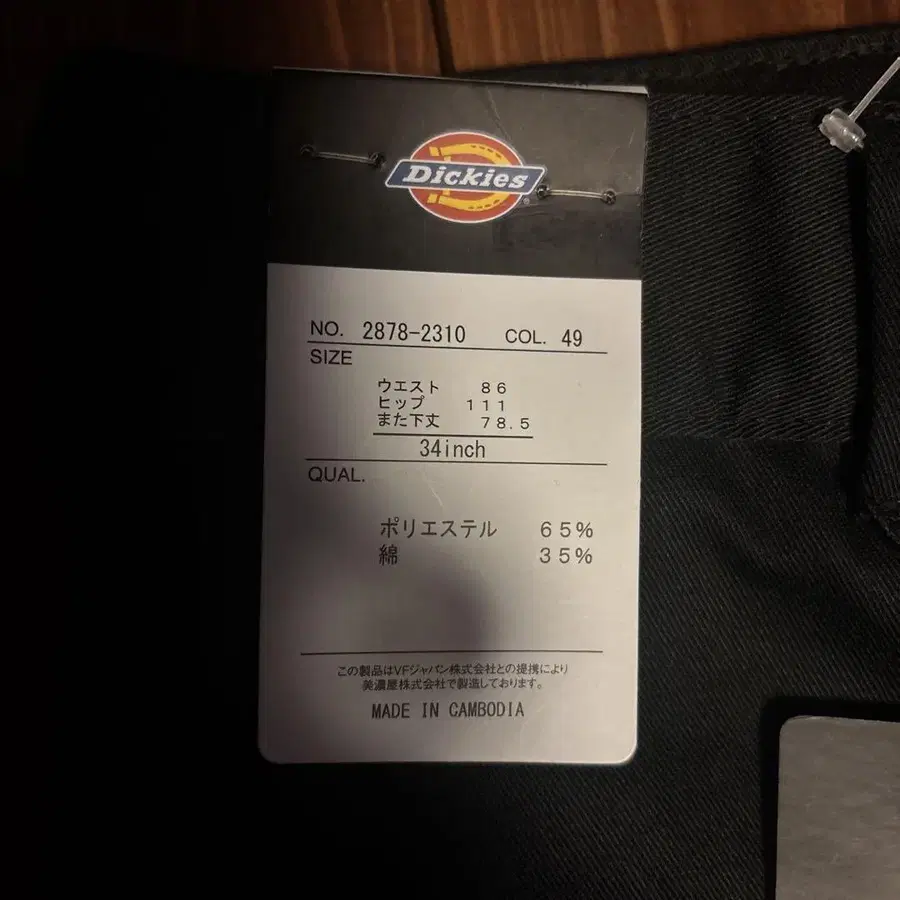 Dickies
NO. 2878-2310 COL. 49
SIZE
ウエスト 86
ヒップ 111
また下丈 78.5
34inch
QUAL.
ポリエステル 65%
綿 35%
この製品はVFジャパン株式会社との提携により
美濃屋株式会社で製造しております。
MADE IN CAMBODIA